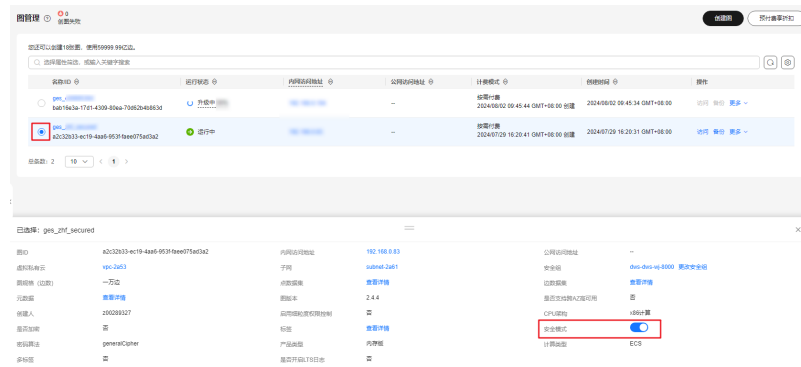 图管理
0
创图失败
创建图
预付费享折扣
您还可以创建18张图，使用59999.99亿边。
选择属性筛选，或输入关键字搜索
名称/ID 运行状态 内网访问地址 公网访问地址 计费模式 创建时间 操作
升级中 -- 按需付费 2024/08/02 09:45:34 GMT+08:00 访问 备份 更多
bab16e3a-17d1-4309-80ea-70d62b4b863d 2024/08/02 09:45:44 GMT+08:00 创建
运行中 -- 按需付费 2024/07/29 16:20:31 GMT+08:00 访问 备份 更多
a2c32b33-ec19-4aa6-953f-faee075ad3a2 2024/07/29 16:20:41 GMT+08:00 创建
总条数: 2 10 < 1 >
已选择: ges_zhf_secured
图ID a2c32b33-ec19-4aa6-953f-faee075ad3a2 内网访问地址 192.168.0.83 公网访问地址 --
虚拟私有云 vpc-2a53 子网 subnet-2a61 安全组 更改安全组
图规格 (边数) 一万边 点数据集 查看详情 边数据集 查看详情
元数据 查看详情 图版本 2.4.4 是否支持跨AZ高可用 否
创建人 z00289327 启用细粒度权限控制 否 CPU架构 x86计算
是否加密 否 标签 查看详情 安全模式
密码算法 generalCipher 产品类型 内存版 计算类型 ECS
多标签 否 是否开启LTS日志 否